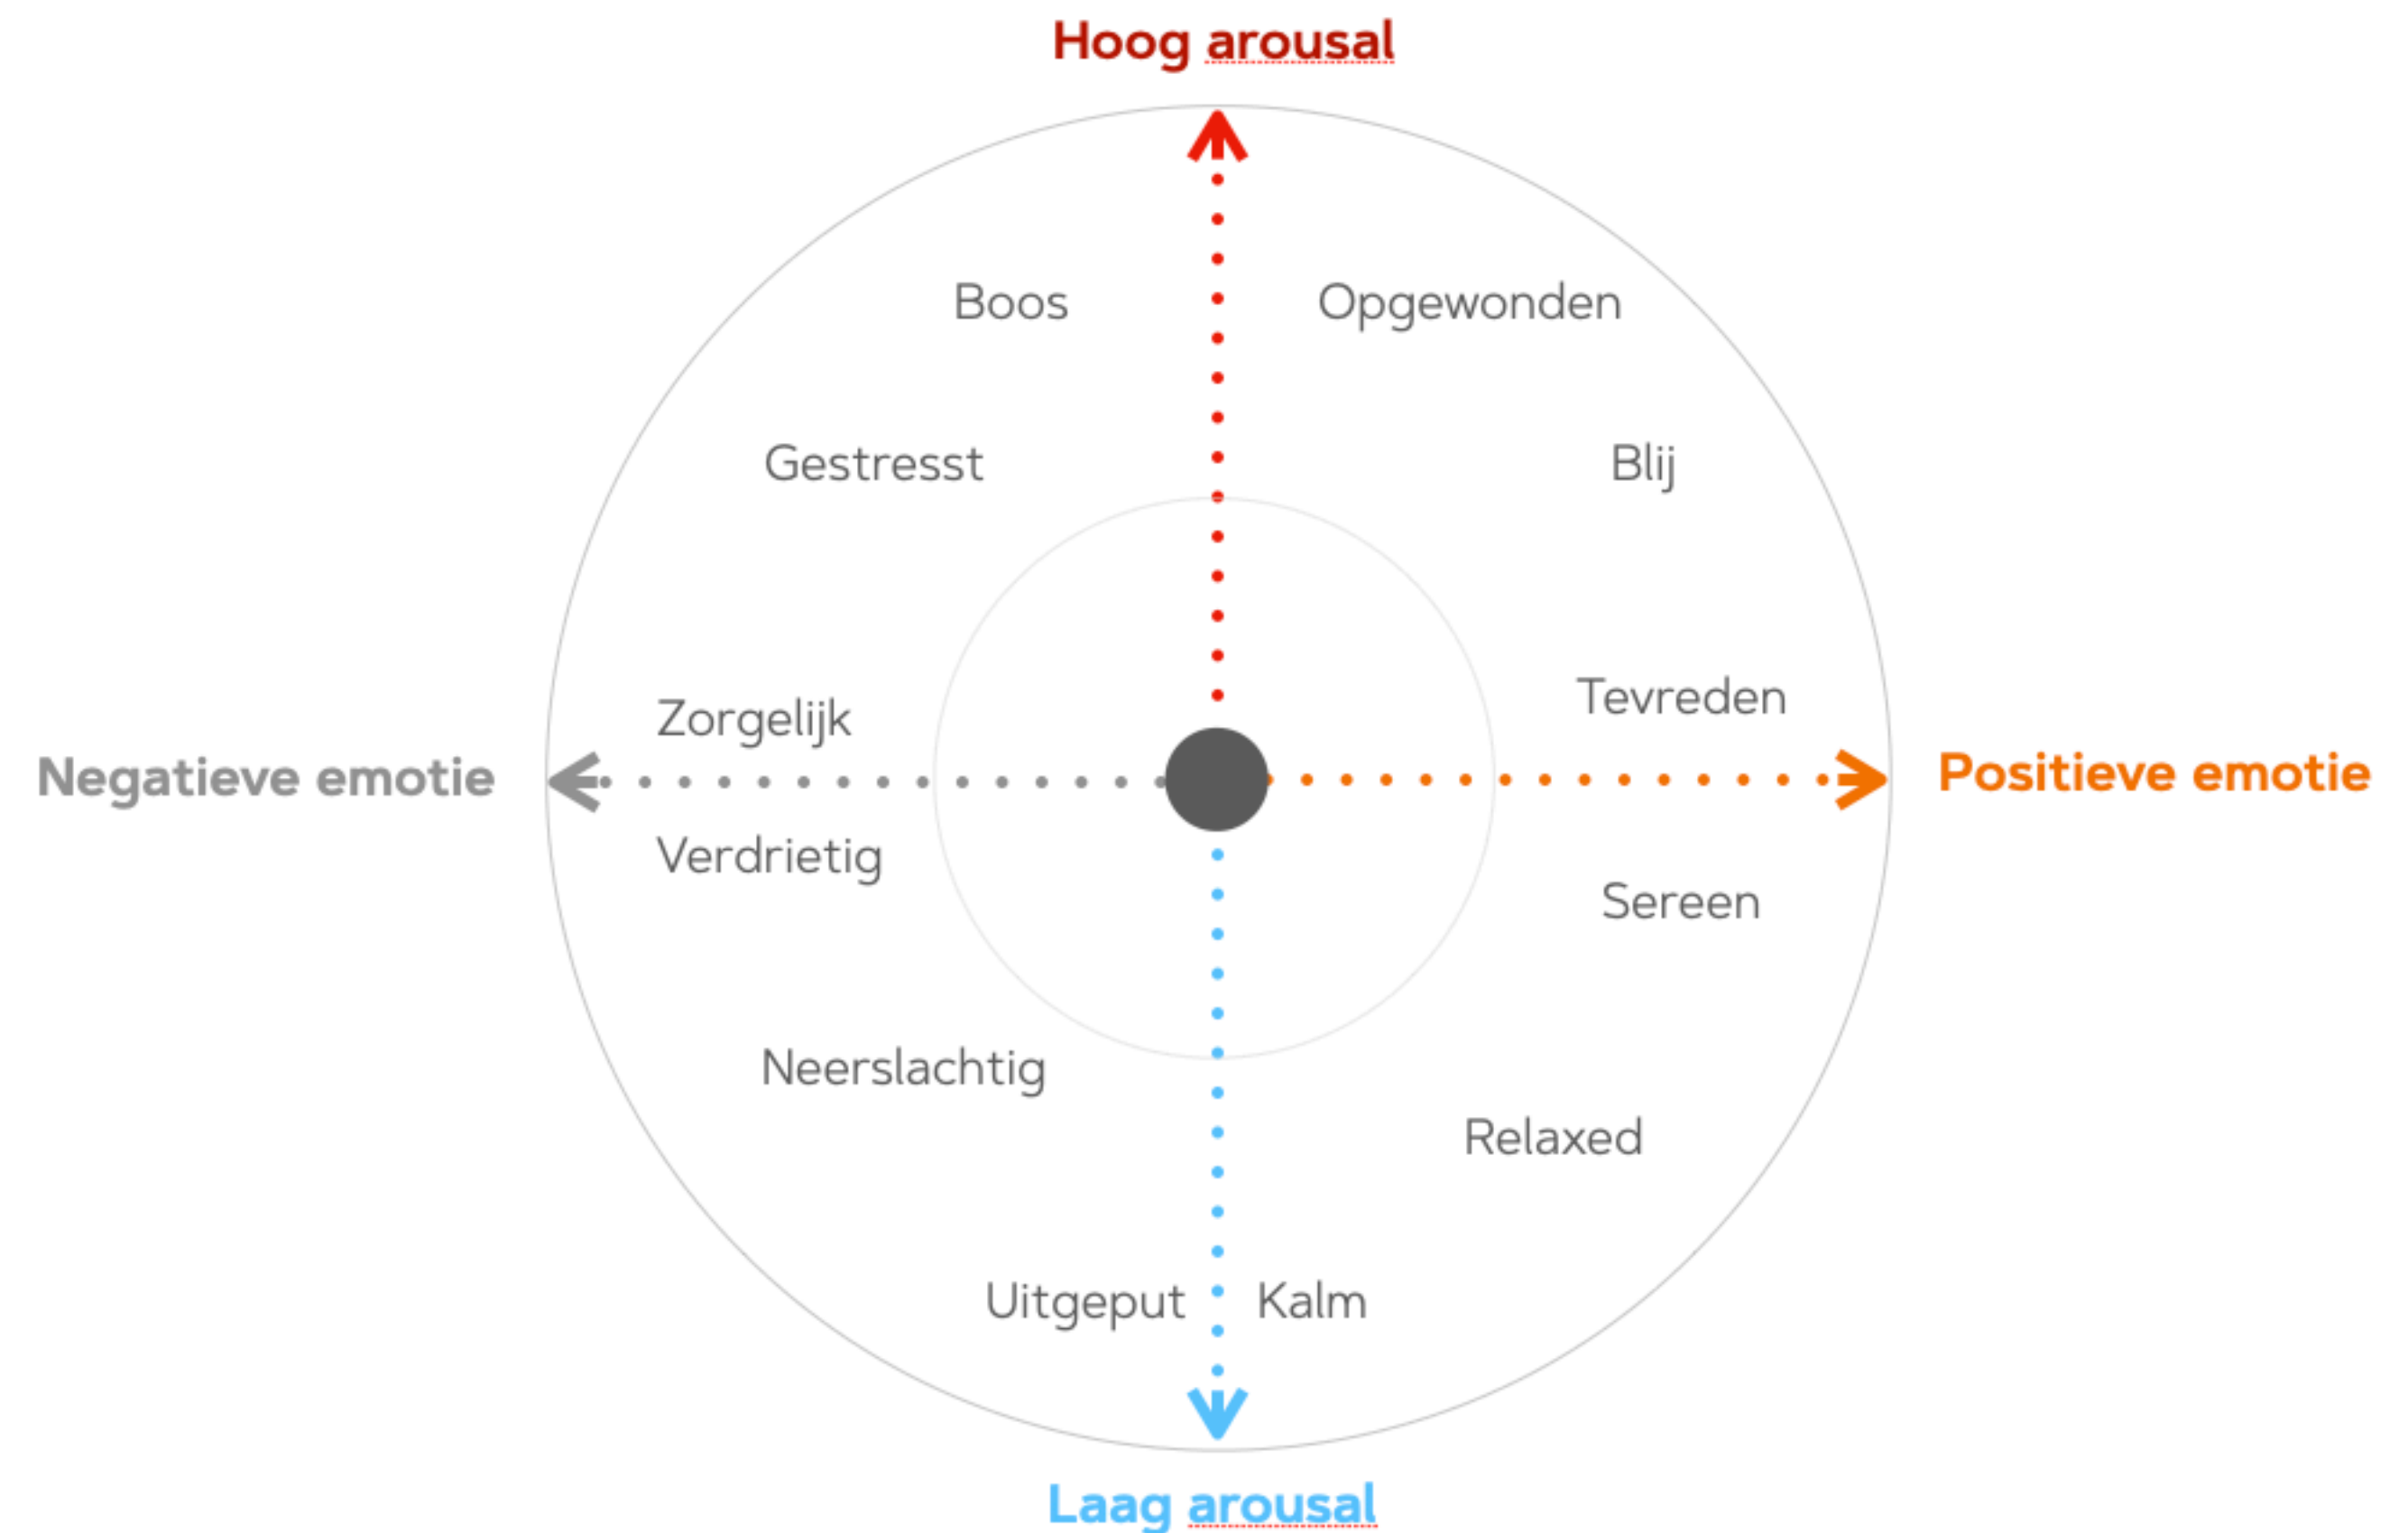 Hoog arousal
Boos
Opgewonden
Gestresst
Blij
Zorgelijk
Tevreden
Negatieve emotie
Positieve emotie
Verdrietig
Sereen
Neerslachtig
Relaxed
Uitgeput
Kalm
Laag arousal